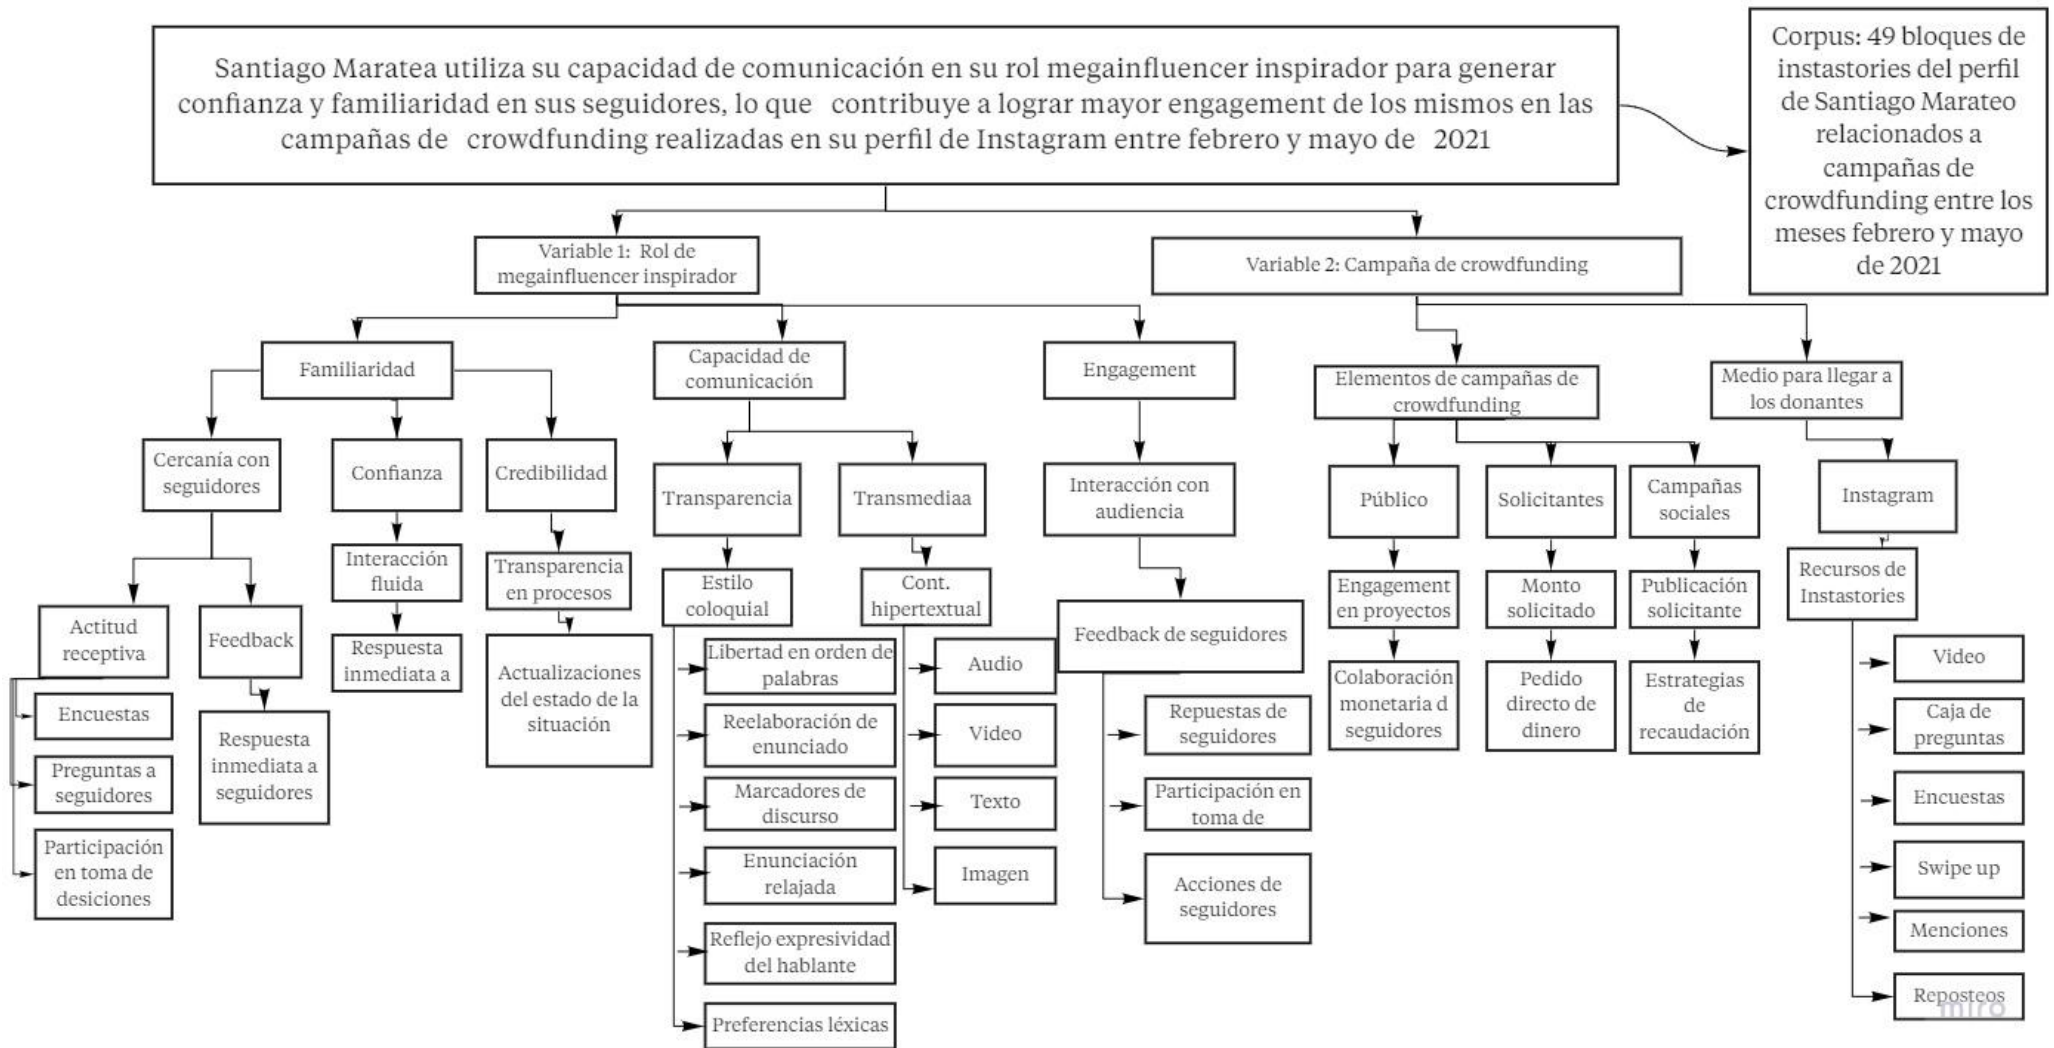 Santiago Maratea utiliza su capacidad de comunicación en su rol megainfluencer inspirador para generar
confianza y familiaridad en sus seguidores, lo que contribuye a lograr mayor engagement de los mismos en las
campañas de crowdfunding realizadas en su perfil de Instagram entre febrero y mayo de 2021
Corpus: 49 bloques de
instastories del perfil
de Santiago Marateo
relacionados a
campañas de
crowdfunding entre los
meses febrero y mayo
de 2021
Variable 1: Rol de
megainfluencer inspirador
Variable 2: Campaña de crowdfunding
Familiaridad
Capacidad de
comunicación
Engagement
Elementos de campañas de
crowdfunding
Medio para llegar a
los donantes
Cercanía con
seguidores
Confianza
Credibilidad
Transparencia
Transmediaa
Interacción con
audiencia
Público
Solicitantes
Campañas
sociales
Instagram
Interacción
fluida
Transparencia
en procesos
Estilo
coloquial
Cont.
hipertextual
Engagement
en proyectos
Monto
solicitado
Publicación
solicitante
Recursos de
Instastories
Actitud
receptiva
Feedback
Respuesta
inmediata a
Actualizaciones
del estado de la
situación
Feedback de seguidores
Colaboración
monetaria d
seguidores
Pedido
directo de
dinero
Estrategias
de
recaudación
Encuestas
Preguntas a
seguidores
Participación
en toma de
desiciones
Respuesta
inmediata a
seguidores
Libertad en orden de
palabras
Reelaboración de
enunciado
Marcadores de
discurso
Enunciación
relajada
Reflejo expresividad
del hablante
Preferencias léxicas
Audio
Video
Texto
Imagen
Repuestas de
seguidores
Participación en
toma de
Acciones de
seguidores
Video
Caja de
preguntas
Encuestas
Swipe up
Menciones
Reposteos
miro